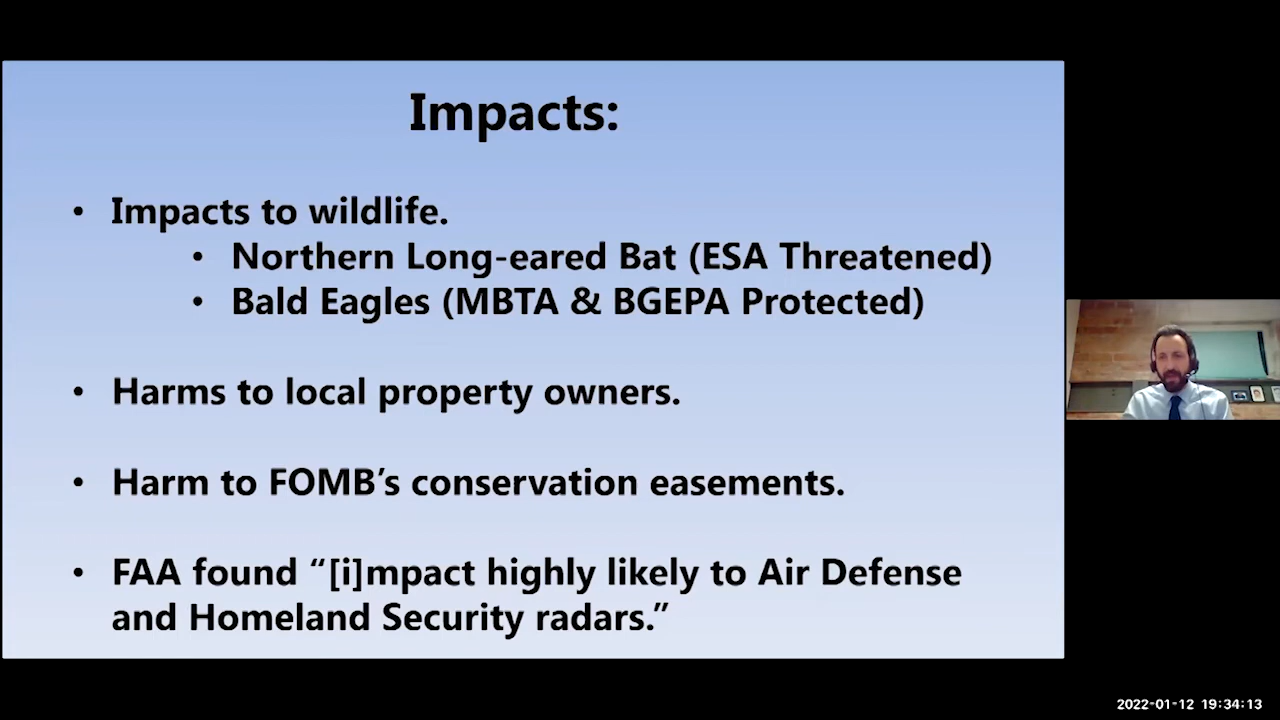 Impacts:
• Impacts to wildlife.
• Northern Long-eared Bat (ESA Threatened)
• Bald Eagles (MBTA & BGEPA Protected)
• Harms to local property owners.
• Harm to FOMB’s conservation easements.
• FAA found “[i]mpact highly likely to Air Defense
and Homeland Security radars.”
2022-01-12 19:34:13